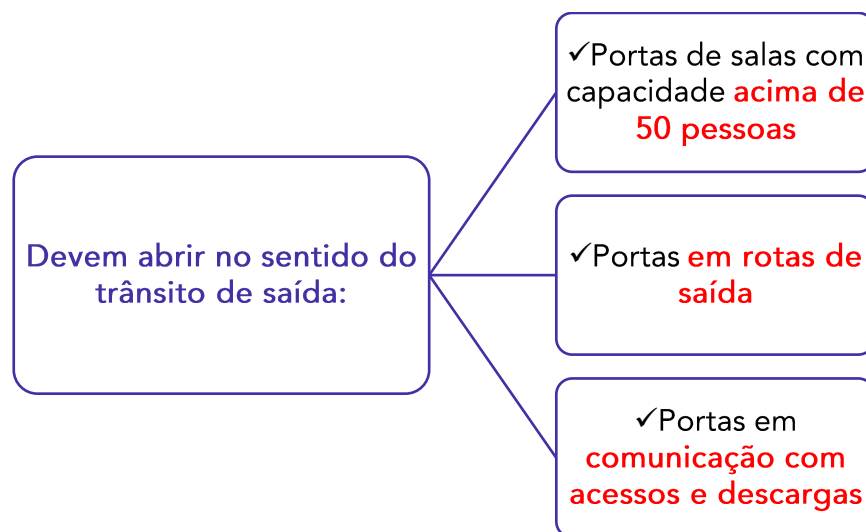 Devem abrir no sentido do
trânsito de saída:
✓Portas de salas com
capacidade acima de
50 pessoas
✓Portas em rotas de
saída
✓Portas em
comunicação com
acessos e descargas